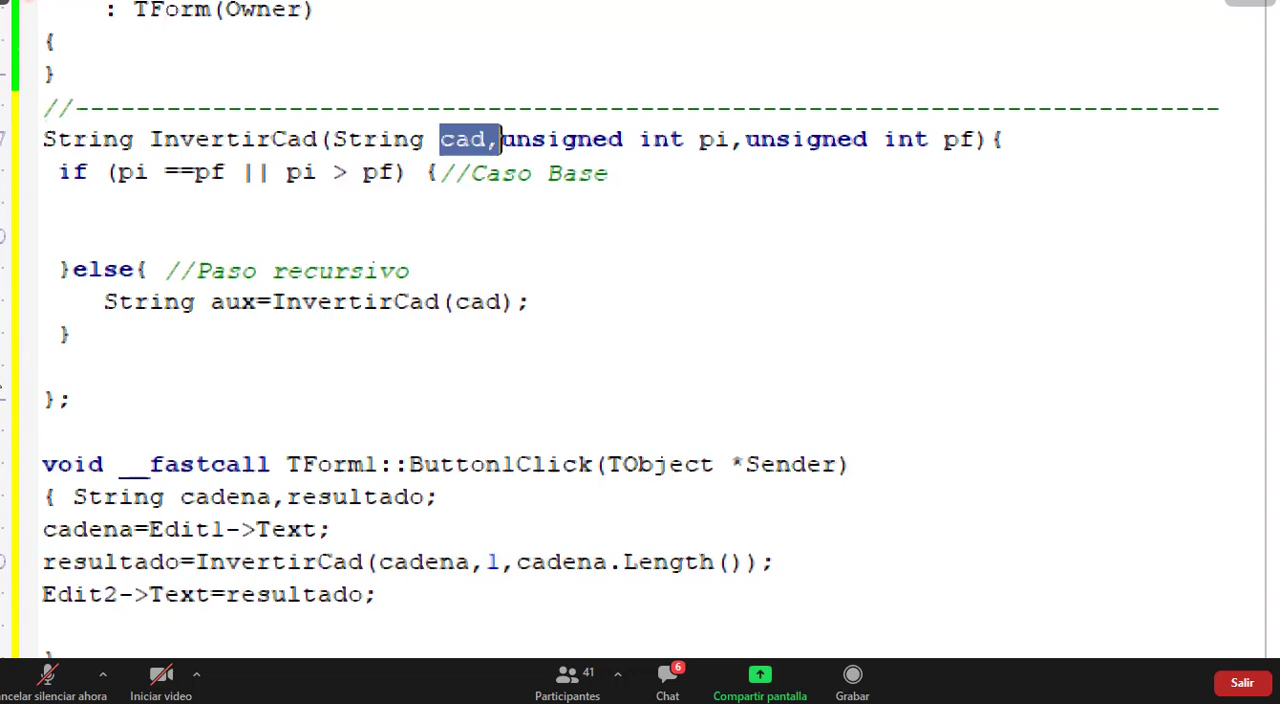 : TForm(Owner)
{
}
//---------------------------------------------------------------------------
String InvertirCad(String cad,unsigned int pi,unsigned int pf){
if (pi ==pf || pi > pf) {//Caso Base
}else{ //Paso recursivo
String aux=InvertirCad(cad);
}
};
void __fastcall TForm1::Button1Click(TObject *Sender)
{ String cadena,resultado;
cadena=Edit1->Text;
resultado=InvertirCad(cadena,1,cadena.Length());
Edit2->Text=resultado;
41
6
ncelar silenciar ahora
Iniciar video
Participantes
Chat
Compartir pantalla
Grabar
Salir